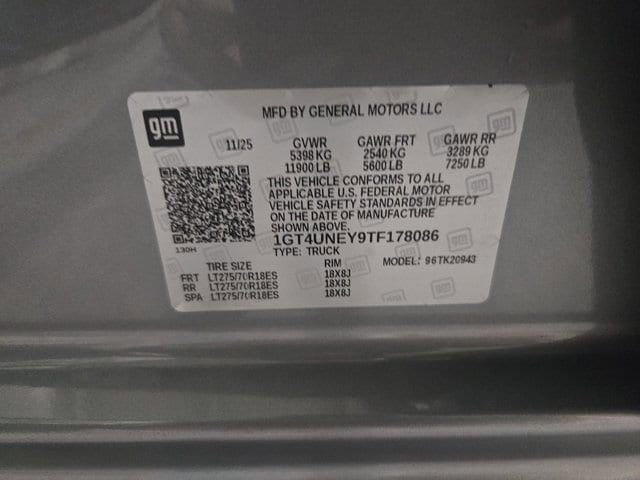 gm
MFD BY GENERAL MOTORS LLC
11/25 GVWR GAWR FRT GAWR RR
5398 KG 2540 KG 3289 KG
11900 LB 5600 LB 7250 LB
THIS VEHICLE CONFORMS TO ALL
APPLICABLE U.S. FEDERAL MOTOR
VEHICLE SAFETY STANDARDS IN EFFECT
ON THE DATE OF MANUFACTURE
SHOWN ABOVE.
1GT4UNEY9TF178086
130H
TYPE: TRUCK MODEL: 96TK20943
TIRE SIZE RIM
FRT LT275/70R18ES 18X8J
RR LT275/70R18ES 18X8J
SPA LT275/70R18ES 18X8J